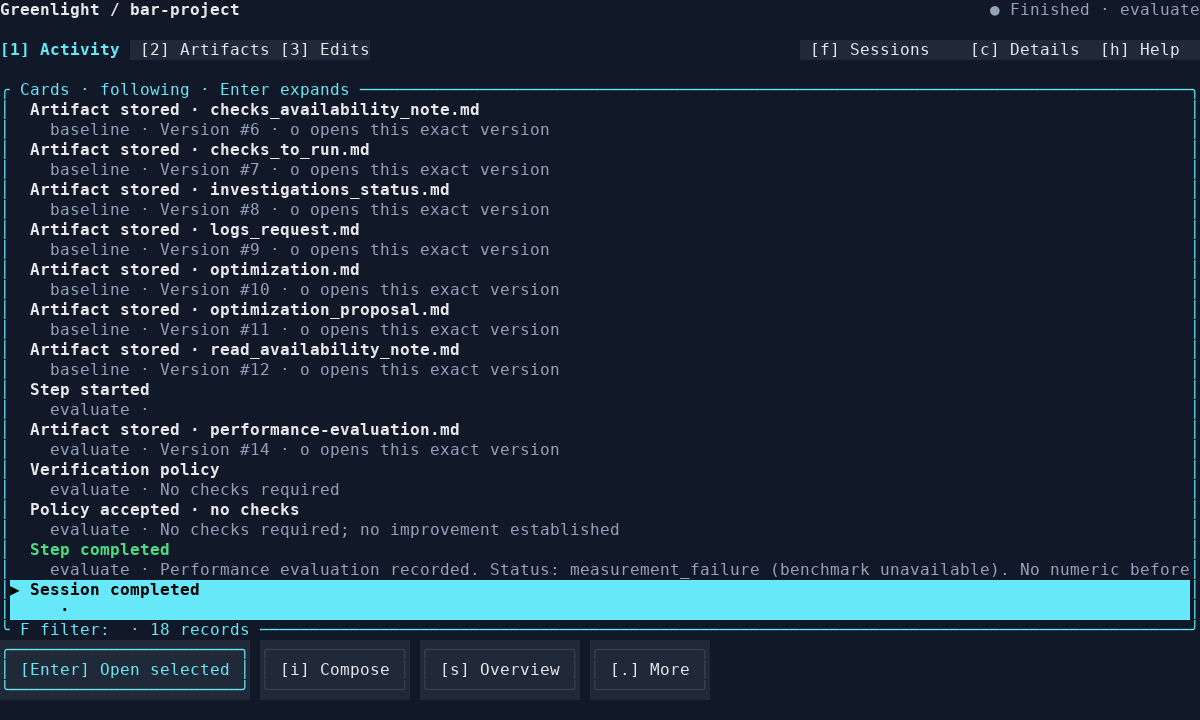 Greenlight / bar-project ● Finished · evaluate
[1] Activity [2] Artifacts [3] Edits [f] Sessions [c] Details [h] Help
Cards · following · Enter expands
Artifact stored · checks_availability_note.md
baseline · Version #6 · o opens this exact version
Artifact stored · checks_to_run.md
baseline · Version #7 · o opens this exact version
Artifact stored · investigations_status.md
baseline · Version #8 · o opens this exact version
Artifact stored · logs_request.md
baseline · Version #9 · o opens this exact version
Artifact stored · optimization.md
baseline · Version #10 · o opens this exact version
Artifact stored · optimization_proposal.md
baseline · Version #11 · o opens this exact version
Artifact stored · read_availability_note.md
baseline · Version #12 · o opens this exact version
Step started
evaluate ·
Artifact stored · performance-evaluation.md
evaluate · Version #14 · o opens this exact version
Verification policy
evaluate · No checks required
Policy accepted · no checks
evaluate · No checks required; no improvement established
Step completed
evaluate · Performance evaluation recorded. Status: measurement_failure (benchmark unavailable). No numeric before
▶ Session completed
·
F filter: · 18 records
[Enter] Open selected [i] Compose [s] Overview [.] More